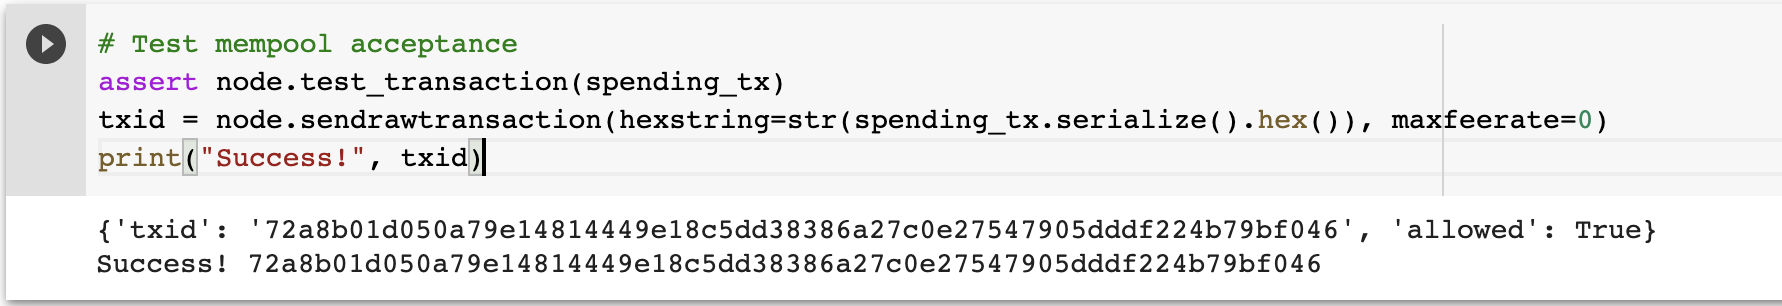 # Test mempool acceptance
assert node.test_transaction(spending_tx)
txid = node.sendrawtransaction(hexstring=str(spending_tx.serialize().hex()), maxfeerate=0)
print("Success!", txid)
{'txid': '72a8b01d050a79e14814449e18c5dd38386a27c0e27547905dddf224b79bf046', 'allowed': True}
Success! 72a8b01d050a79e14814449e18c5dd38386a27c0e27547905dddf224b79bf046